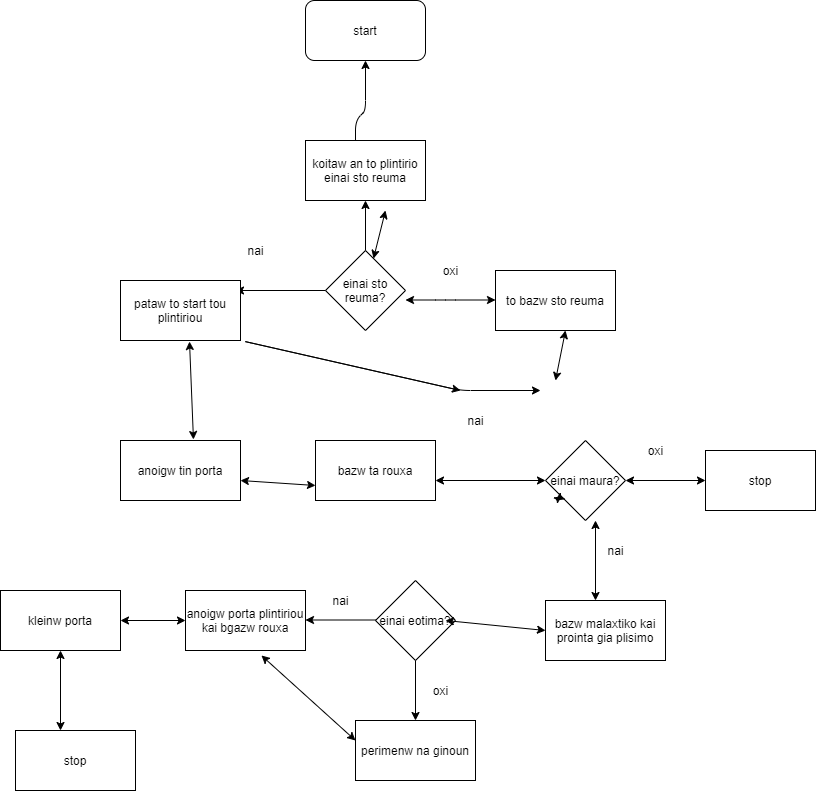 start
koitaw an to plintirio
einai sto reuma
nai
oxi
einai sto
reuma?
pataw to start tou
plintiriou
to bazw sto reuma
nai
anoigw tin porta
bazw ta rouxa
einai maura?
oxi
stop
nai
kleinw porta
anoigw porta plintiriou
kai bgazw rouxa
nai
einai eotima?
bazw malaxtiko kai
prointa gia plisimo
oxi
perimenw na ginoun
stop